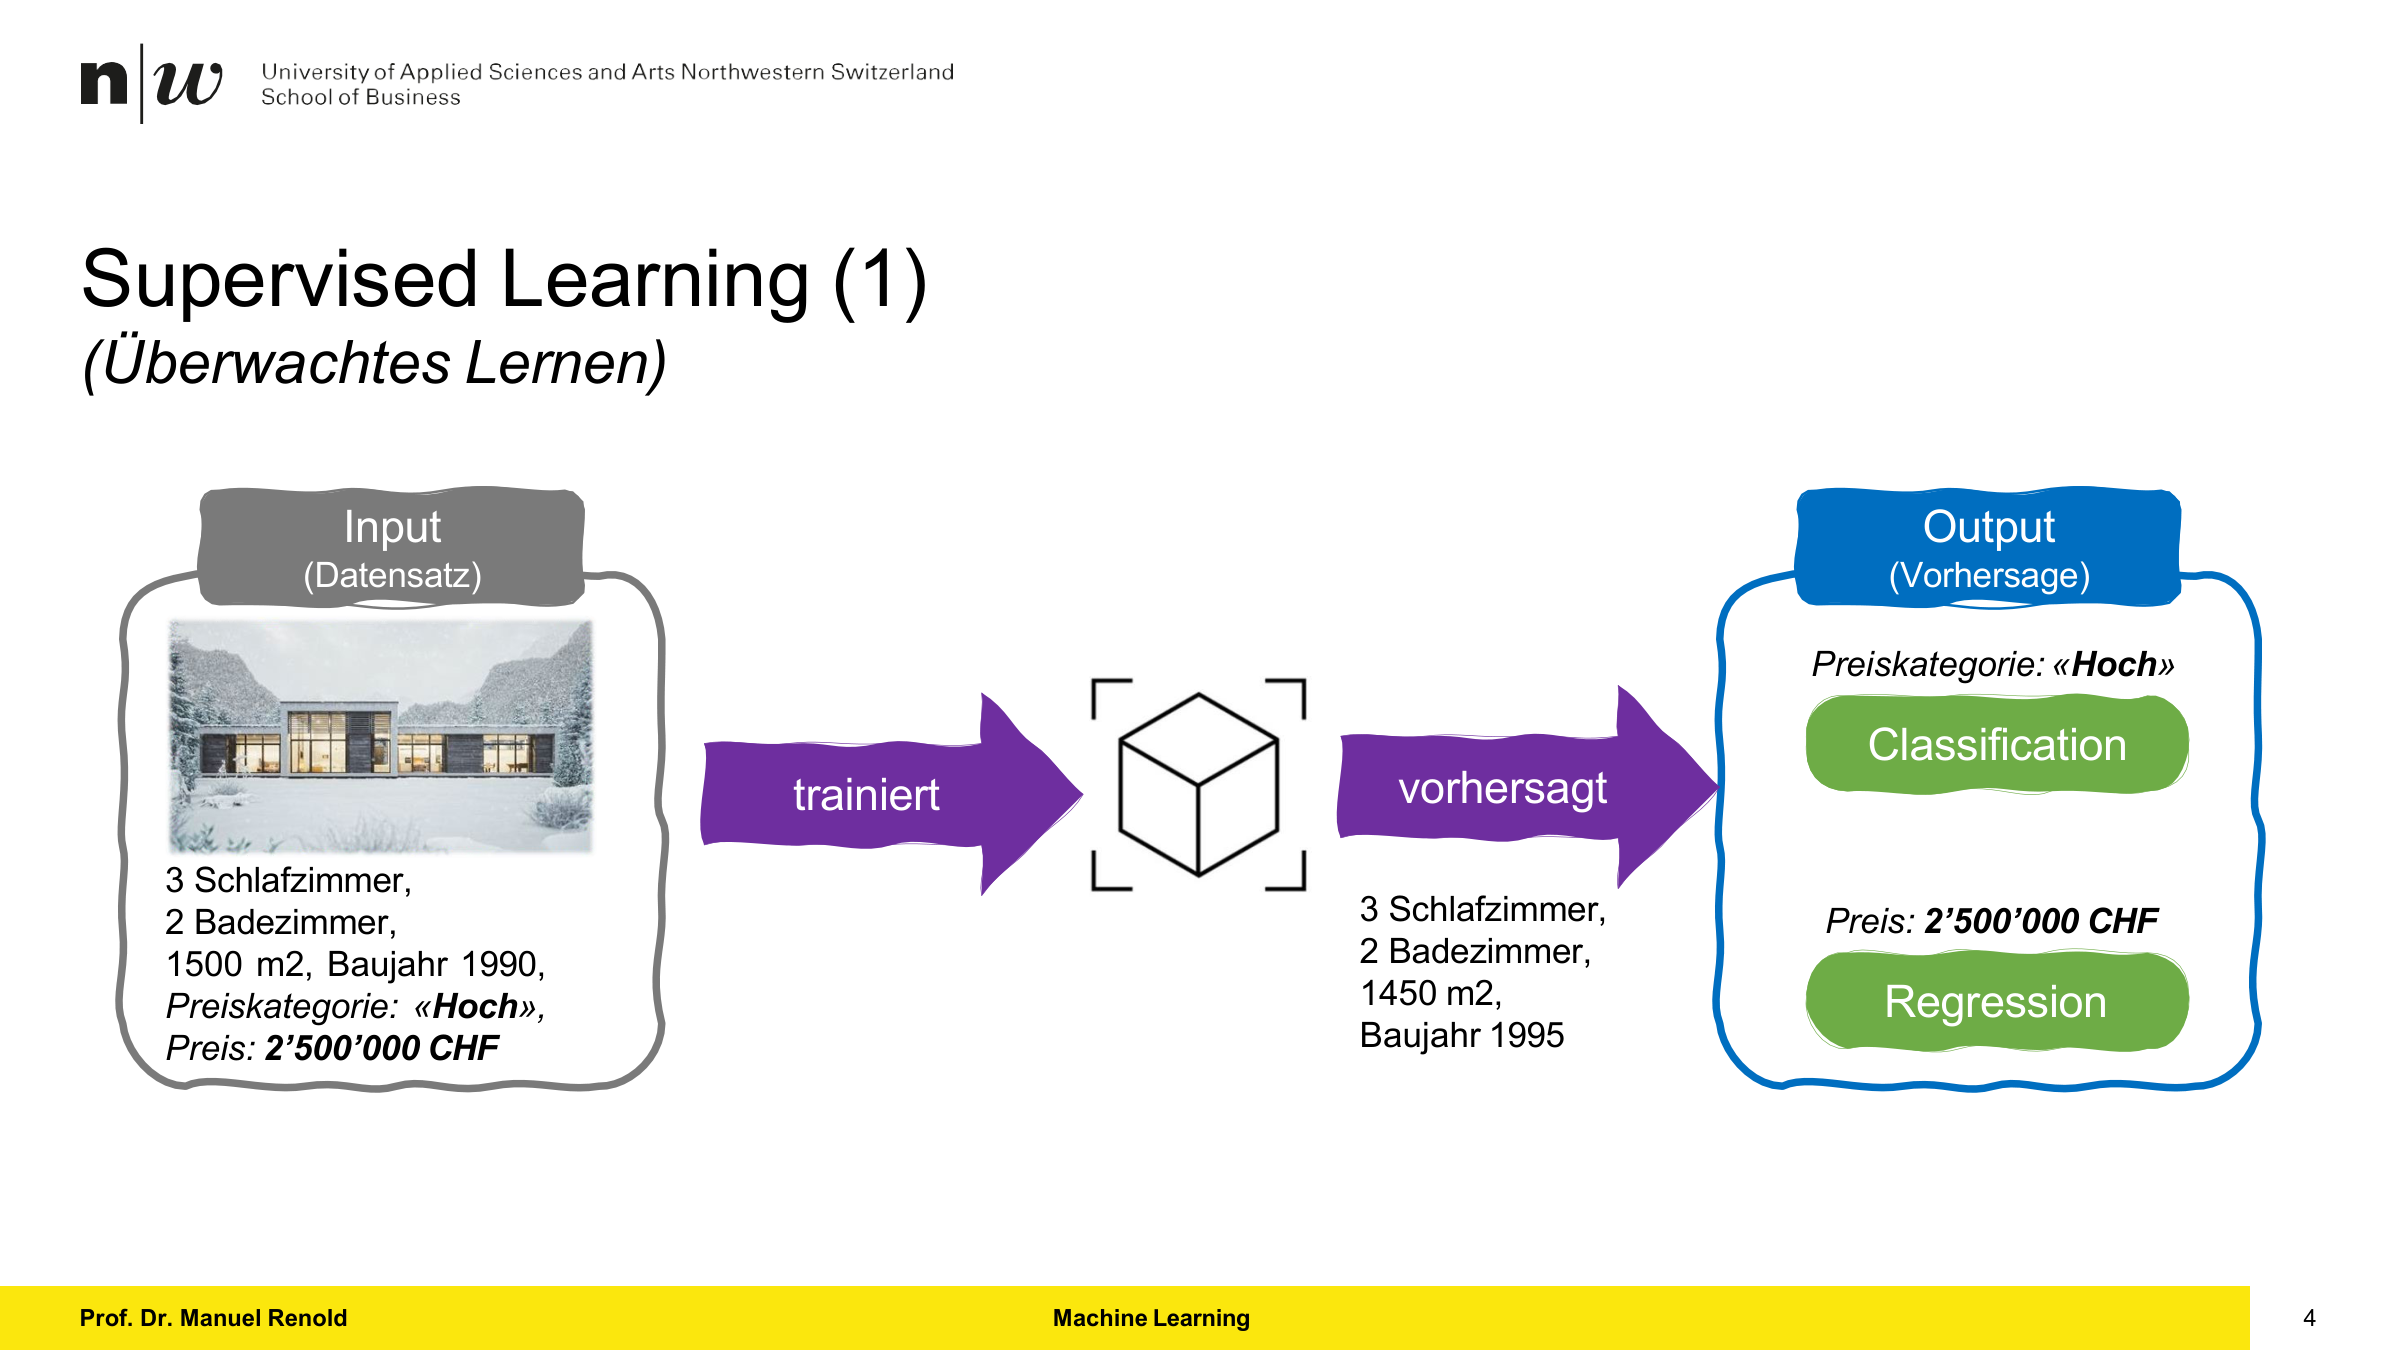 n|w University of Applied Sciences and Arts Northwestern Switzerland
School of Business
Supervised Learning (1)
(Überwachtes Lernen)
Input
(Datensatz)
3 Schlafzimmer,
2 Badezimmer,
1500 m2, Baujahr 1990,
Preiskategorie: «Hoch»,
Preis: 2’500’000 CHF
trainiert
vorhersagt
3 Schlafzimmer,
2 Badezimmer,
1450 m2,
Baujahr 1995
Output
(Vorhersage)
Preiskategorie: «Hoch»
Classification
Preis: 2’500’000 CHF
Regression
Prof. Dr. Manuel Renold
Machine Learning
4